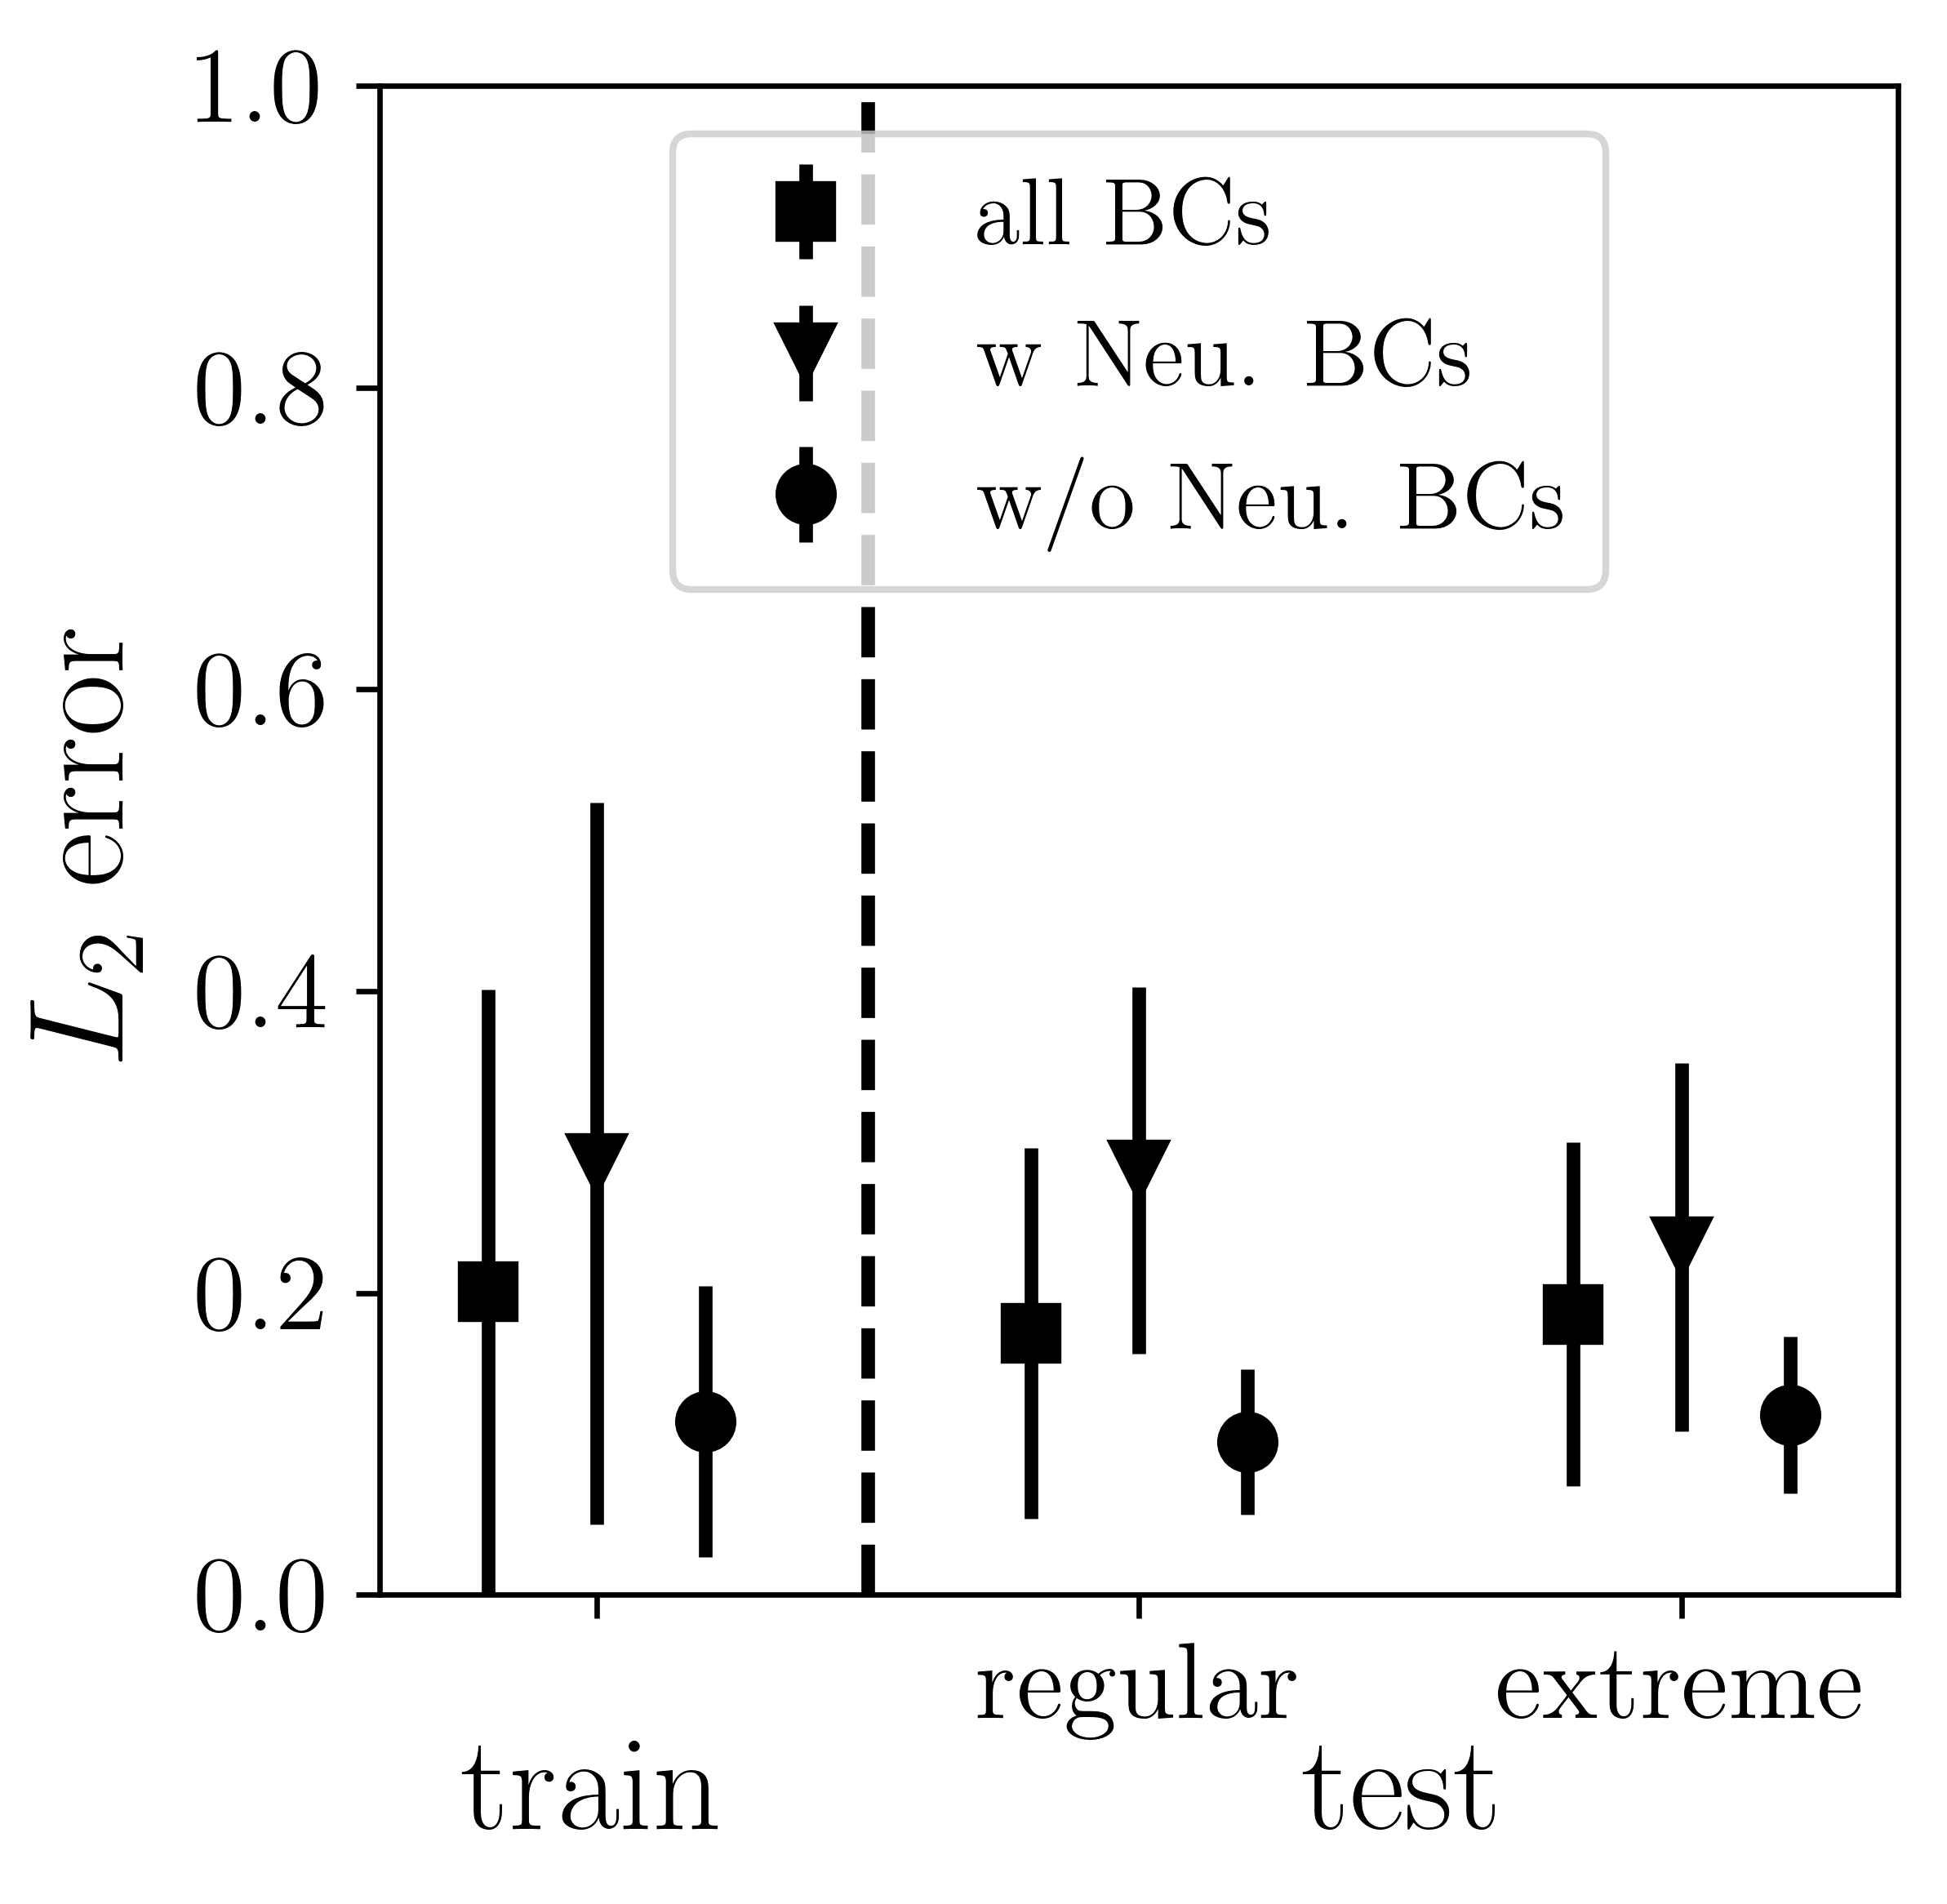 1.0
0.8
0.6
0.4
0.2
0.0
L₂ error
all BCs
w Neu. BCs
w/o Neu. BCs
regular extreme
train test